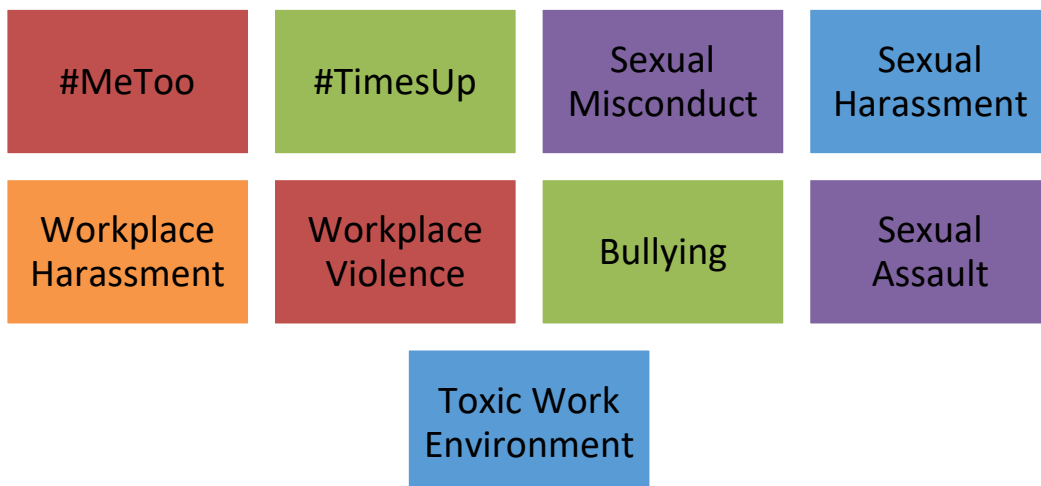 #MeToo
#TimesUp
Sexual
Misconduct
Sexual
Harassment
Workplace
Harassment
Workplace
Violence
Bullying
Sexual
Assault
Toxic Work
Environment